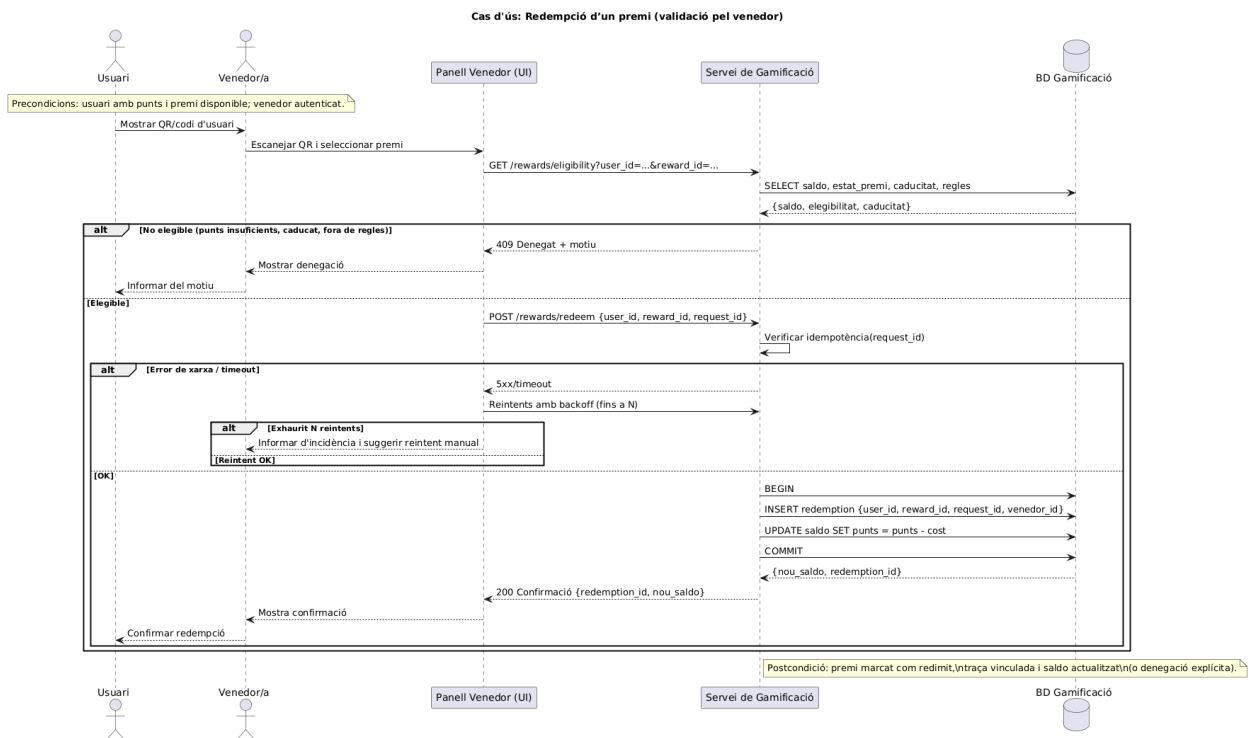 Cas d'ús: Redempció d’un premi (validació pel venedor)
Usuari
Venedor/a
Panell Venedor (UI)
Servei de Gamificació
BD Gamificació
Precondicions: usuari amb punts i premi disponible; venedor autenticat.
Mostrar QR/codi d'usuari
Escanejar QR i seleccionar premi
GET /rewards/eligibility?user_id=...&reward_id=...
SELECT saldo, estat_premi, caducitat, regles
{saldo, elegibilitat, caducitat}
alt [No elegible (punts insuficients, caducat, fora de regles)]
409 Denegat + motiu
Mostrar denegació
Informar del motiu
[Elegible]
POST /rewards/redeem {user_id, reward_id, request_id}
Verificar idempotència(request_id)
alt [Error de xarxa / timeout]
5xx/timeout
Reintents amb backoff (fins a N)
alt [Exhaurit N reintents]
Informar d'incidència i suggerir reintent manual
[Reintent OK]
[OK]
BEGIN
INSERT redemption {user_id, reward_id, request_id, venedor_id}
UPDATE saldo SET punts = punts - cost
COMMIT
{nou_saldo, redemption_id}
200 Confirmació {redemption_id, nou_saldo}
Mostra confirmació
Confirmar redempció
Postcondició: premi marcat com redimit,\ntraça vinculada i saldo actualitzat\n(o denegació explícita).
Usuari
Venedor/a
Panell Venedor (UI)
Servei de Gamificació
BD Gamificació